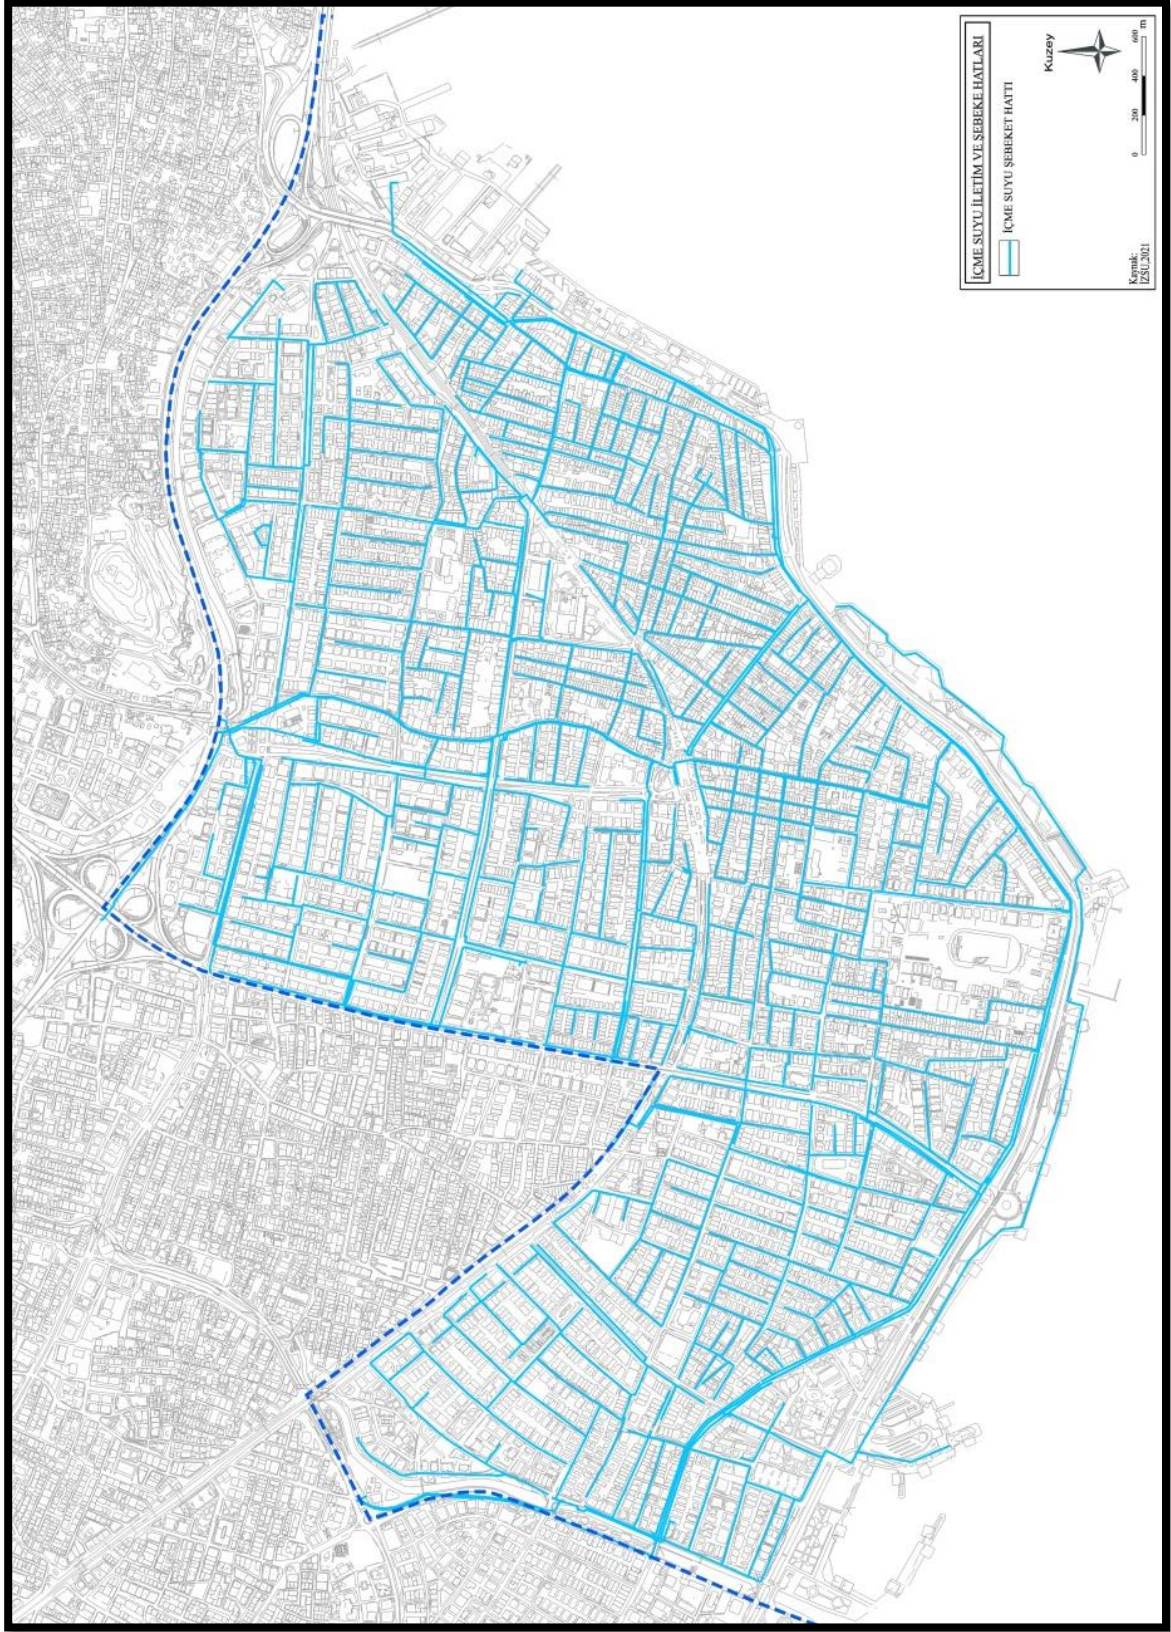 İÇME SUYU İLETİM VE ŞEBEKE HATLARI
İÇME SUYU ŞEBEKET HATTI
Kuzey
0 200 400 600 m
Kaynak:
İZSU,2021